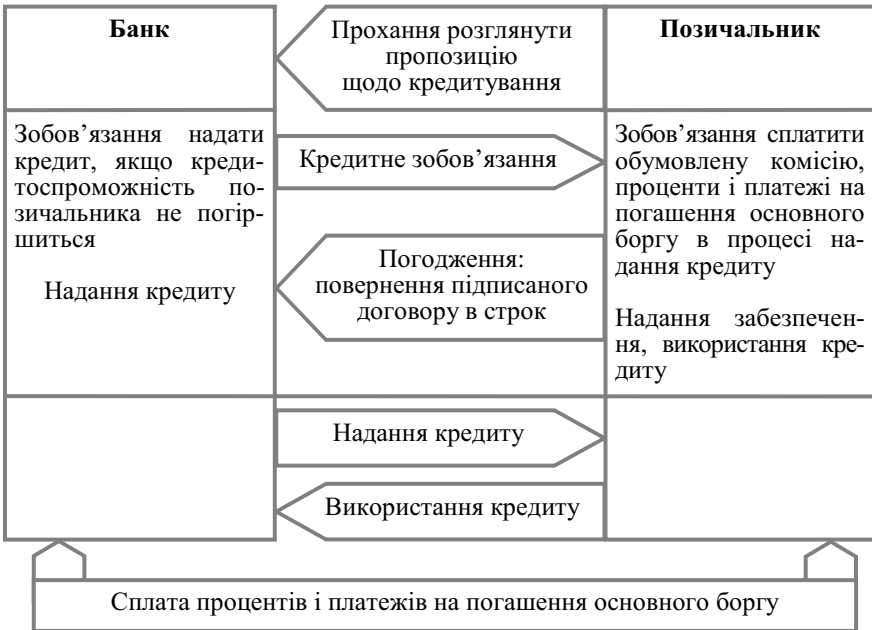 Банк
Прохання розглянути
пропозицію
щодо кредитування
Позичальник
Зобов’язання надати
кредит, якщо креди-
тоспроможність по-
зичальника не погір-
шиться
Надання кредиту
Кредитне зобов’язання
Погодження:
повернення підписаного
договору в строк
Зобов’язання сплатити
обумовлену комісію,
проценти і платежі на
погашення основного
боргу в процесі на-
дання кредиту
Надання забезпечен-
ня, використання кре-
диту
Надання кредиту
Використання кредиту
Сплата процентів і платежів на погашення основного боргу